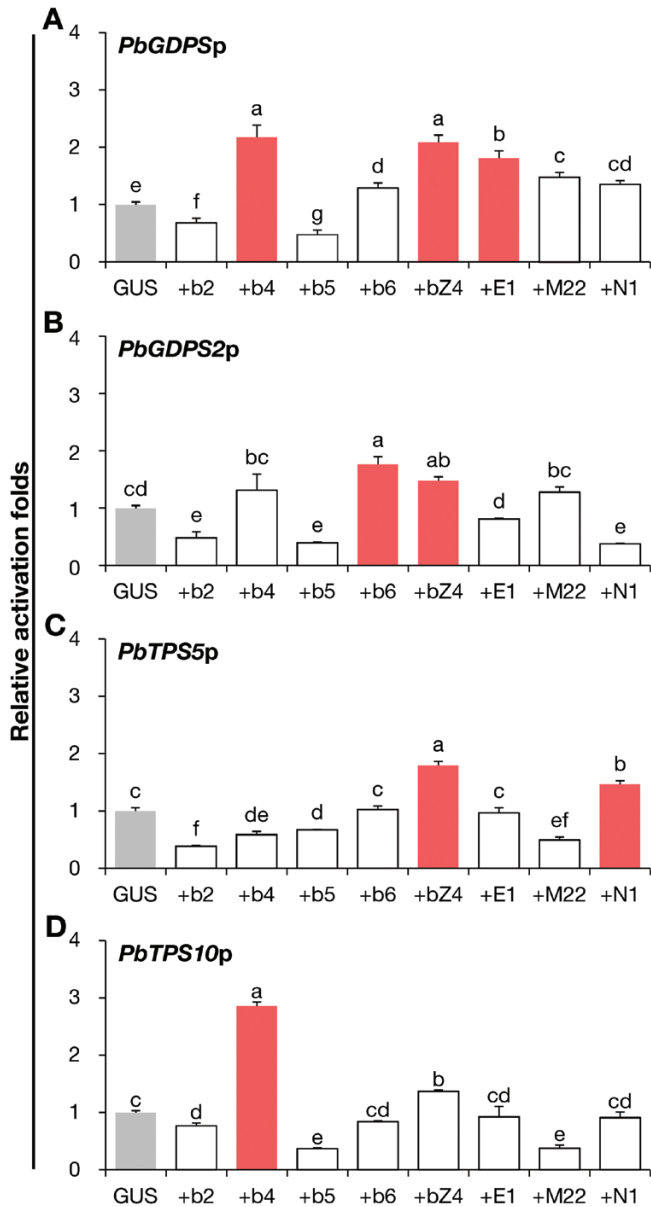 A
PbGDPSp
4
3
2
1
0
e
f
a
g
d
a
b
c
cd
GUS
+b2
+b4
+b5
+b6
+bZ4
+E1
+M22
+N1
B
PbGDPS2p
4
3
2
1
0
cd
e
bc
e
a
ab
d
bc
e
GUS
+b2
+b4
+b5
+b6
+bZ4
+E1
+M22
+N1
Relative activation folds
C
PbTPS5p
4
3
2
1
0
c
f
de
d
c
a
c
ef
b
GUS
+b2
+b4
+b5
+b6
+bZ4
+E1
+M22
+N1
D
PbTPS10p
4
3
2
1
0
c
d
a
e
cd
b
cd
e
cd
GUS
+b2
+b4
+b5
+b6
+bZ4
+E1
+M22
+N1